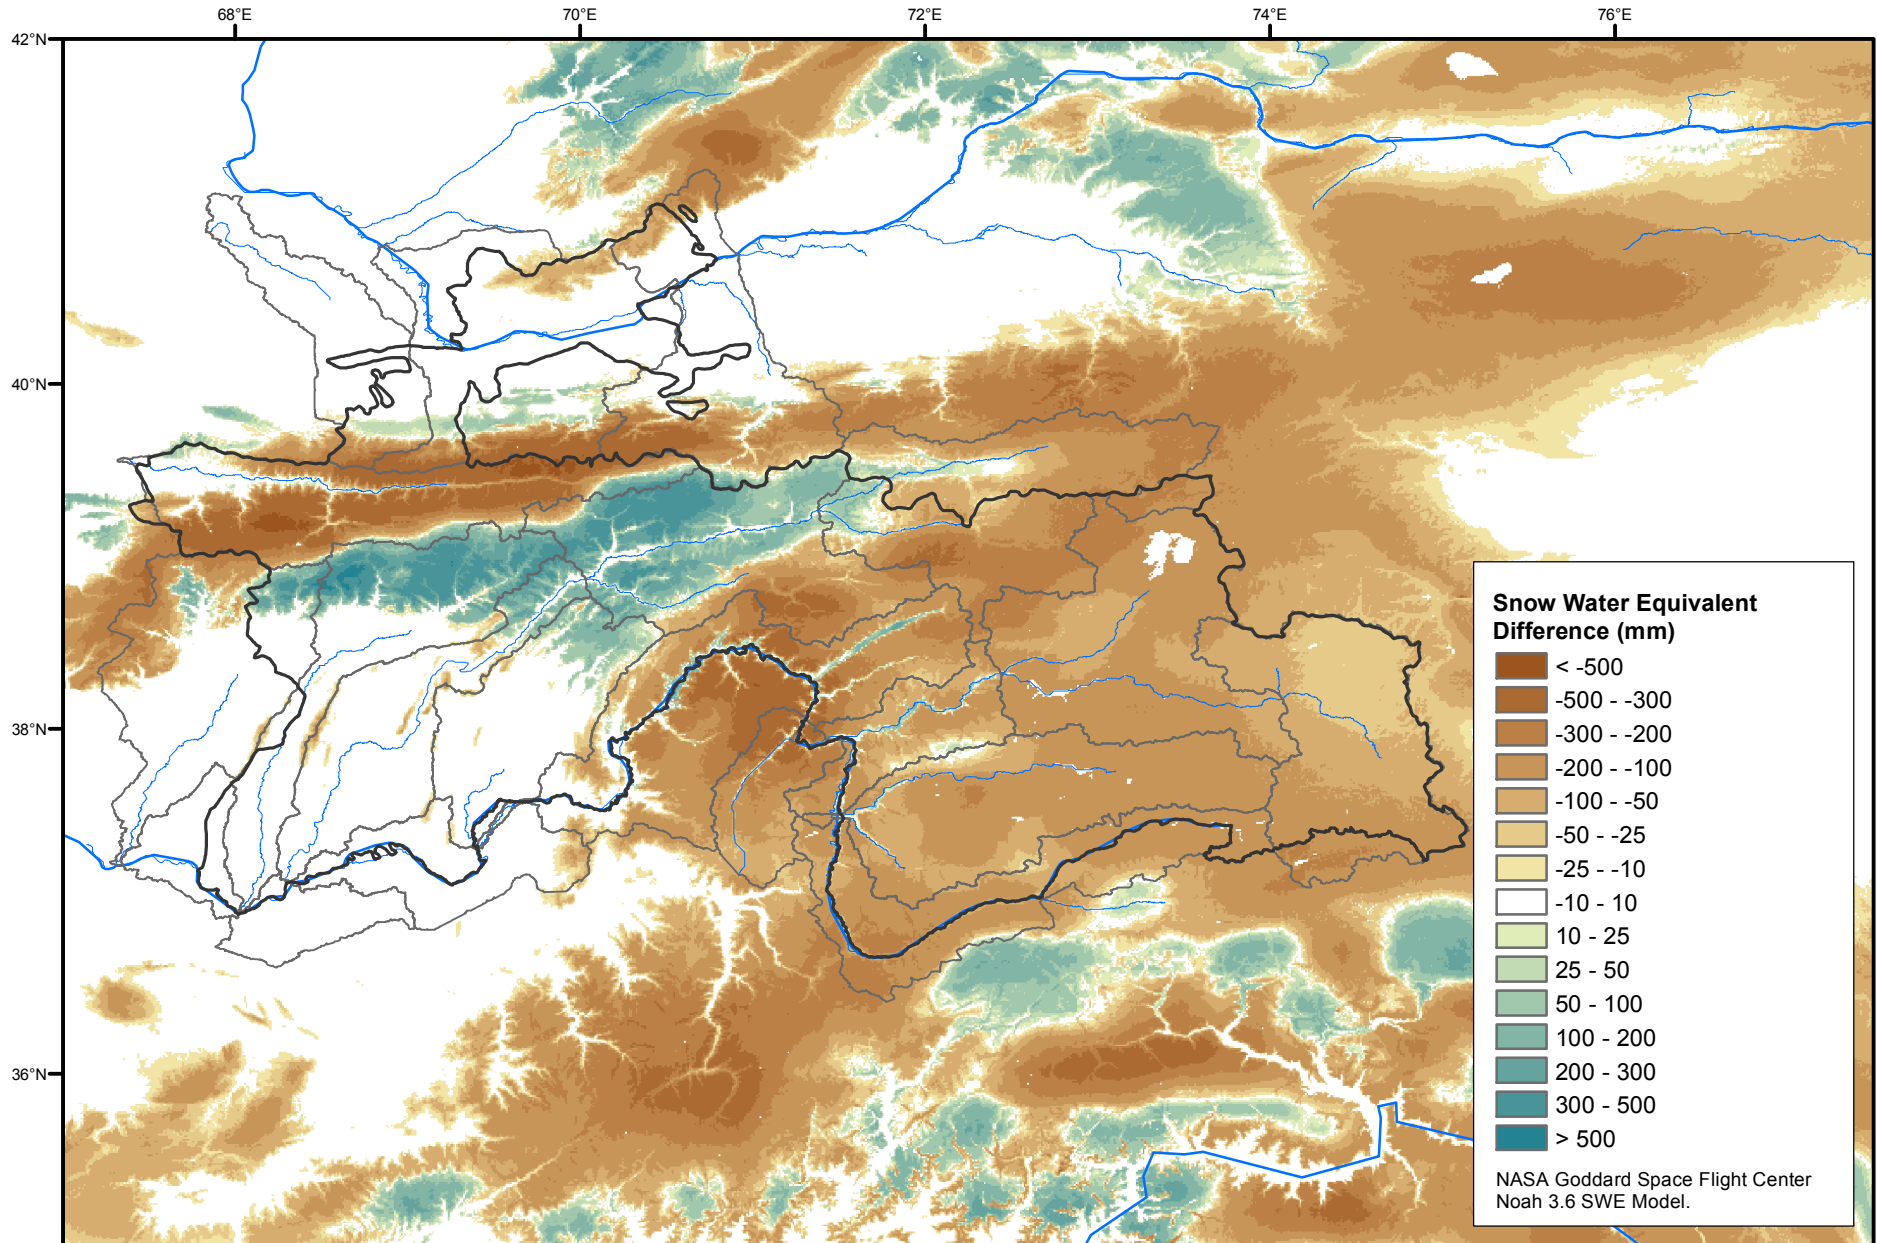 68°E
70°E
72°E
74°E
76°E
42°N
40°N
38°N
36°N
Snow Water Equivalent
Difference (mm)
< -500
-500 - -300
-300 - -200
-200 - -100
-100 - -50
-50 - -25
-25 - -10
-10 - 10
10 - 25
25 - 50
50 - 100
100 - 200
200 - 300
300 - 500
> 500
NASA Goddard Space Flight Center
Noah 3.6 SWE Model.